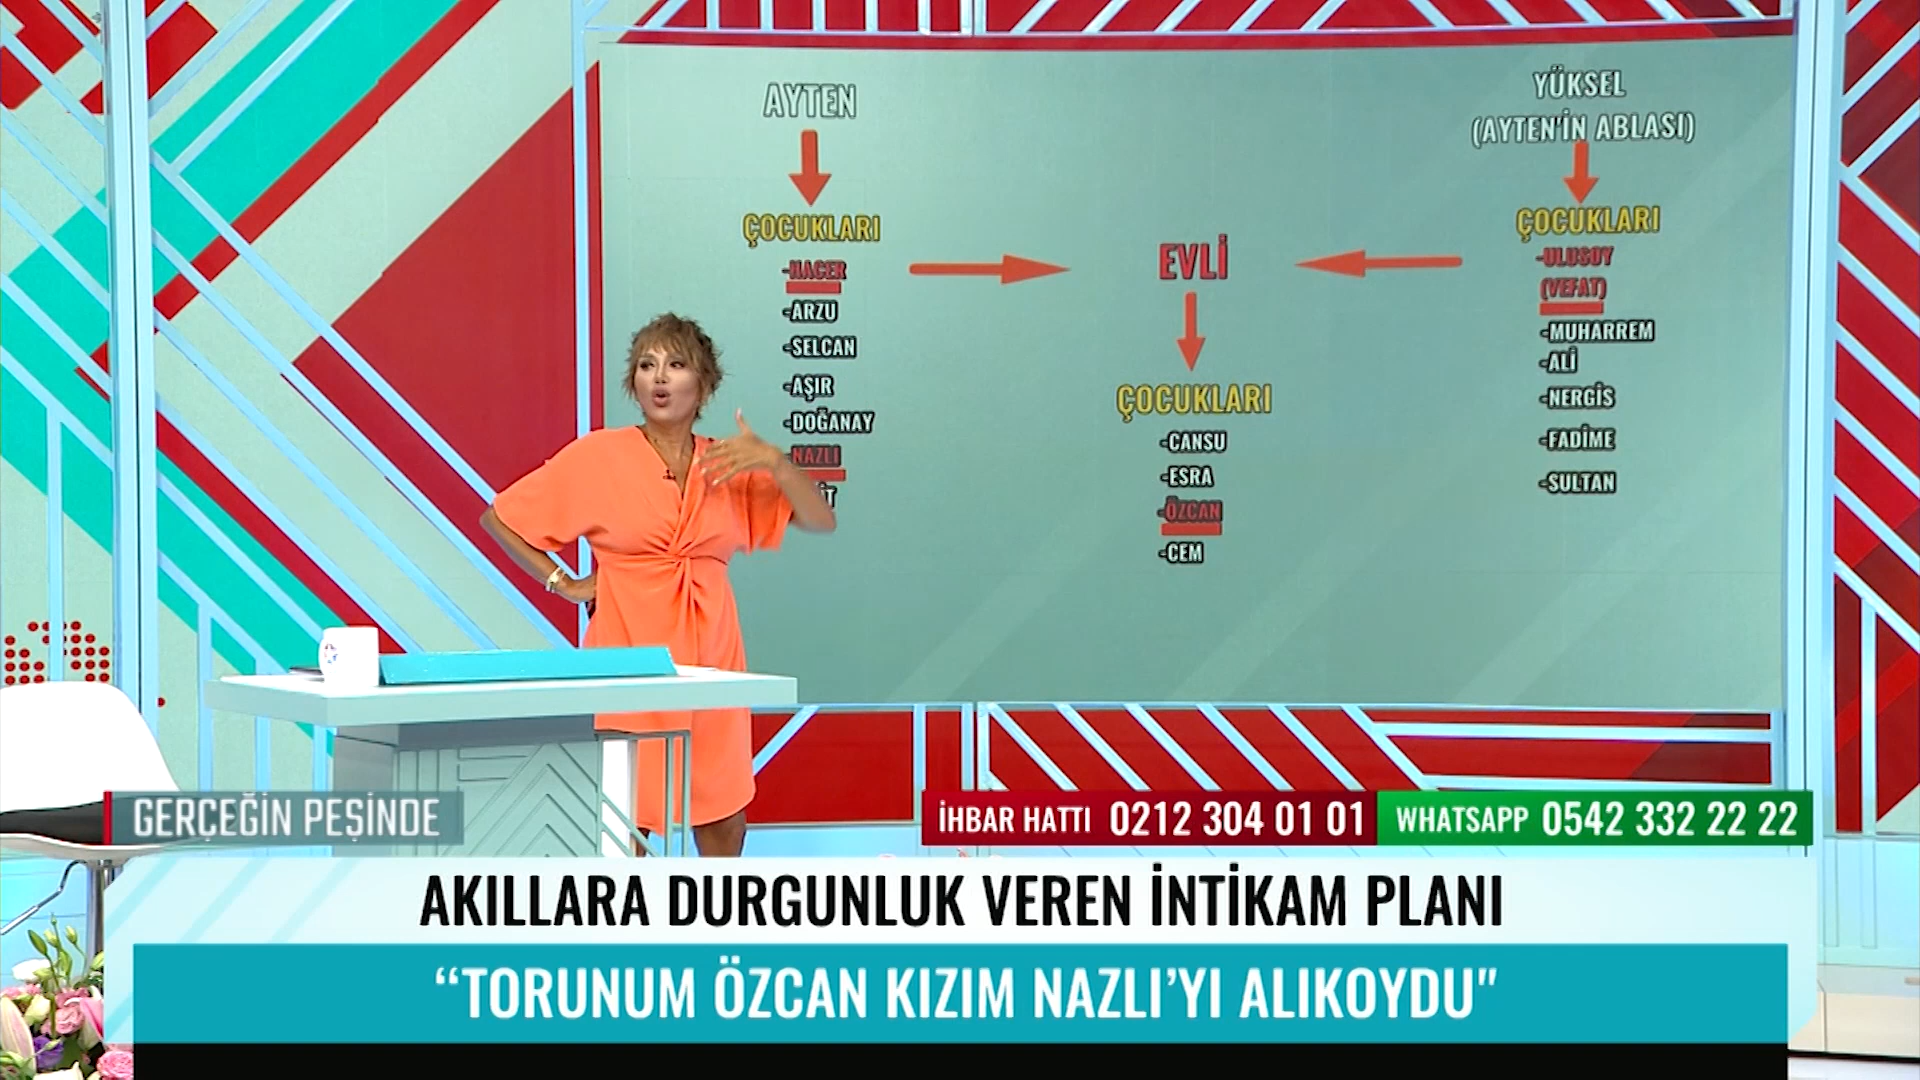 AYTEN
ÇOCUKLARI
-HACER
-ARZU
-SELCAN
-AŞIR
-DOĞANAY
-NAZLI
EVLİ
ÇOCUKLARI
-CANSU
-ESRA
-ÖZCAN
-CEM
YÜKSEL
(AYTEN'İN ABLASI)
ÇOCUKLARI
-ULUSOY
(VEFAT)
-MUHARREM
-ALİ
-NERGİS
-FADİME
-SULTAN
GERÇEĞİN PEŞİNDE
İHBAR HATTI 0212 304 01 01
WHATSAPP 0542 332 22 22
AKILLARA DURGUNLUK VEREN İNTİKAM PLANI
“TORUNUM ÖZCAN KIZIM NAZLI’YI ALIKOYDU"